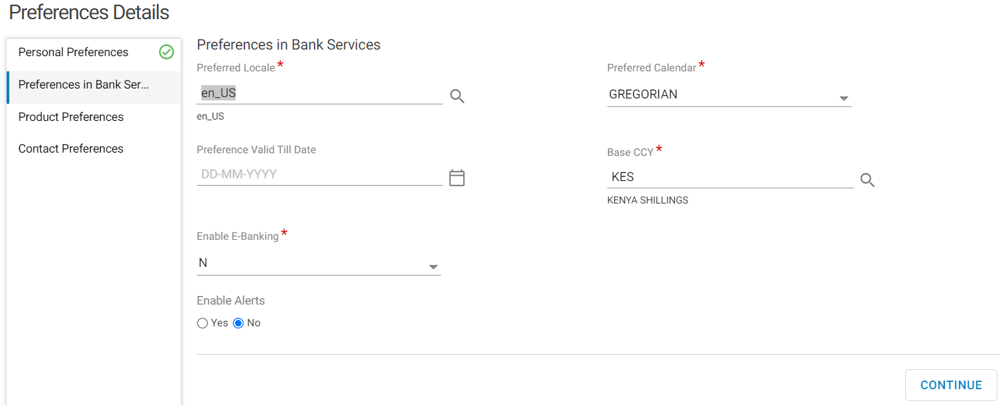 Preferences Details
Personal Preferences
Preferences in Bank Ser...
Product Preferences
Contact Preferences
Preferences in Bank Services
Preferred Locale *
en_US
en_US
Preferred Calendar *
GREGORIAN
Preference Valid Till Date
DD-MM-YYYY
Base CCY *
KES
KENYA SHILLINGS
Enable E-Banking *
N
Enable Alerts
Yes No
CONTINUE